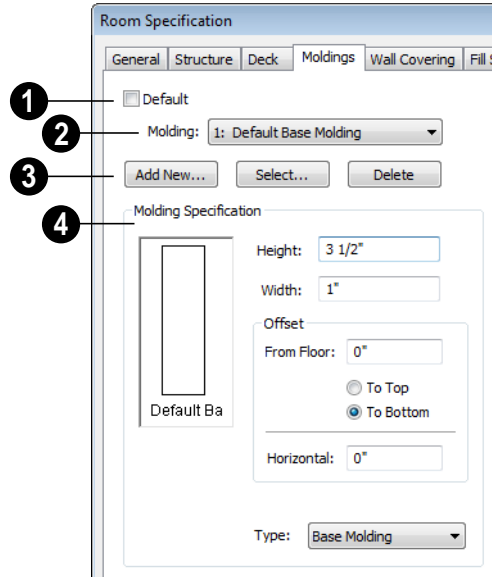 Room Specification
General Structure Deck Moldings Wall Covering Fill
1 Default
2 Molding: 1: Default Base Molding
3 Add New... Select... Delete
4 Molding Specification
Height: 3 1/2"
Width: 1"
Offset
From Floor: 0"
To Top
To Bottom
Default Ba
Horizontal: 0"
Type: Base Molding